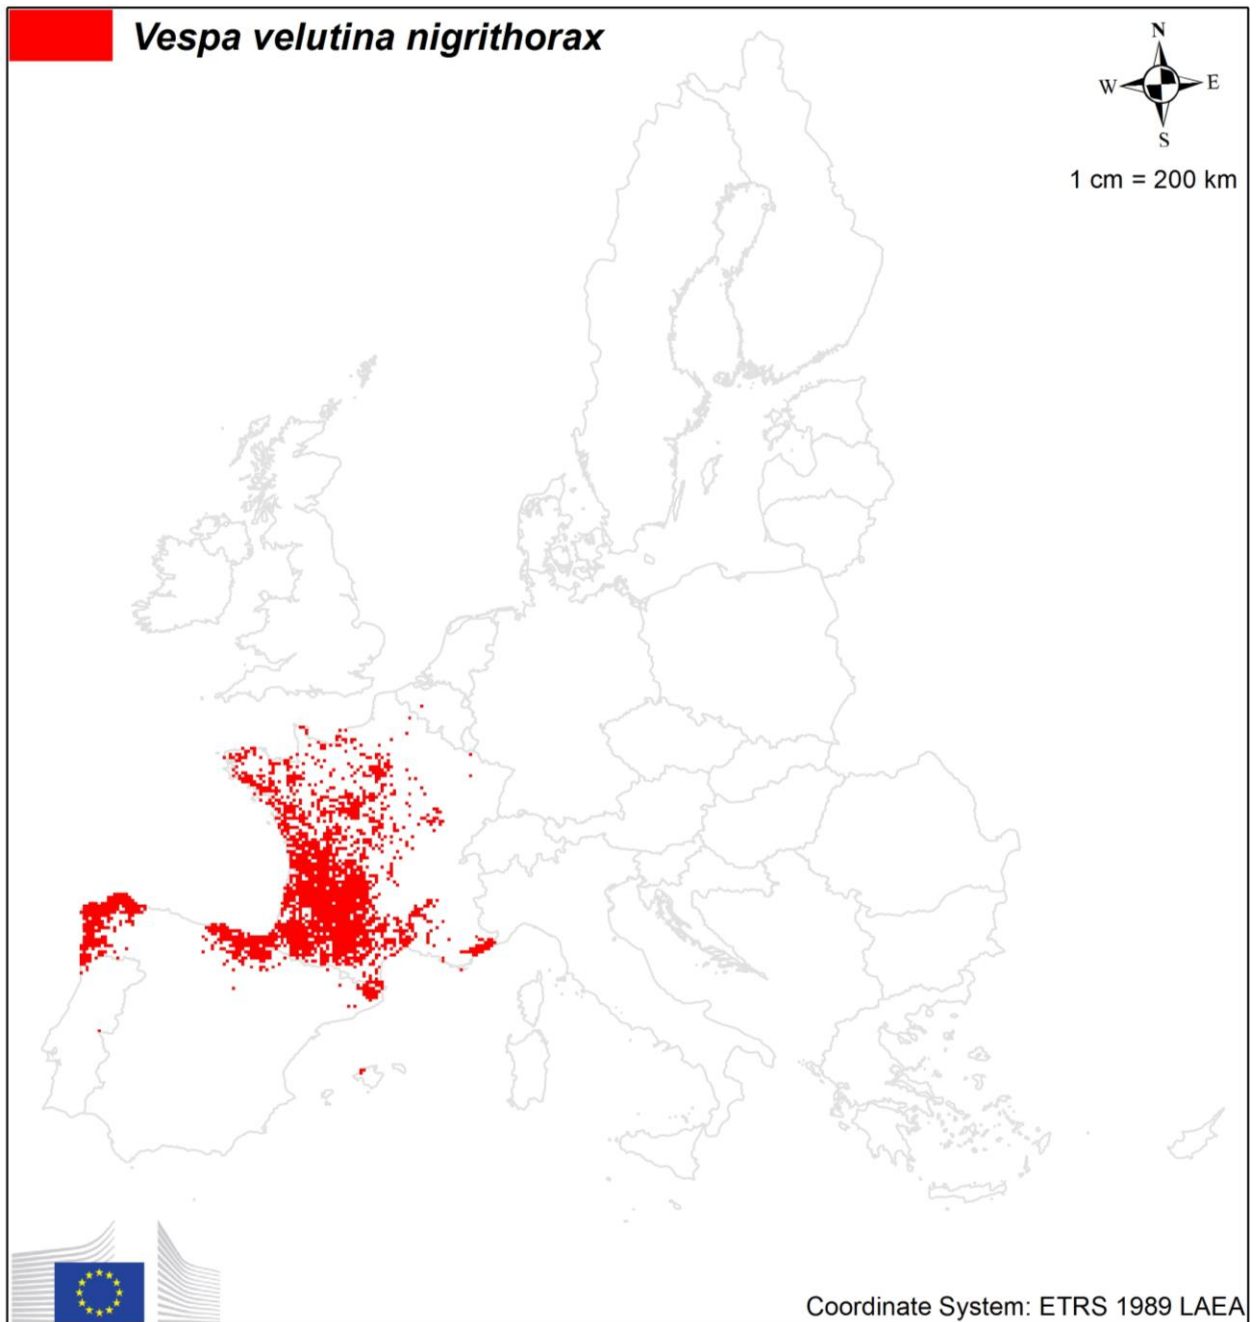 Vespa velutina nigrithorax
N
W
E
S
1 cm = 200 km
Coordinate System: ETRS 1989 LAEA